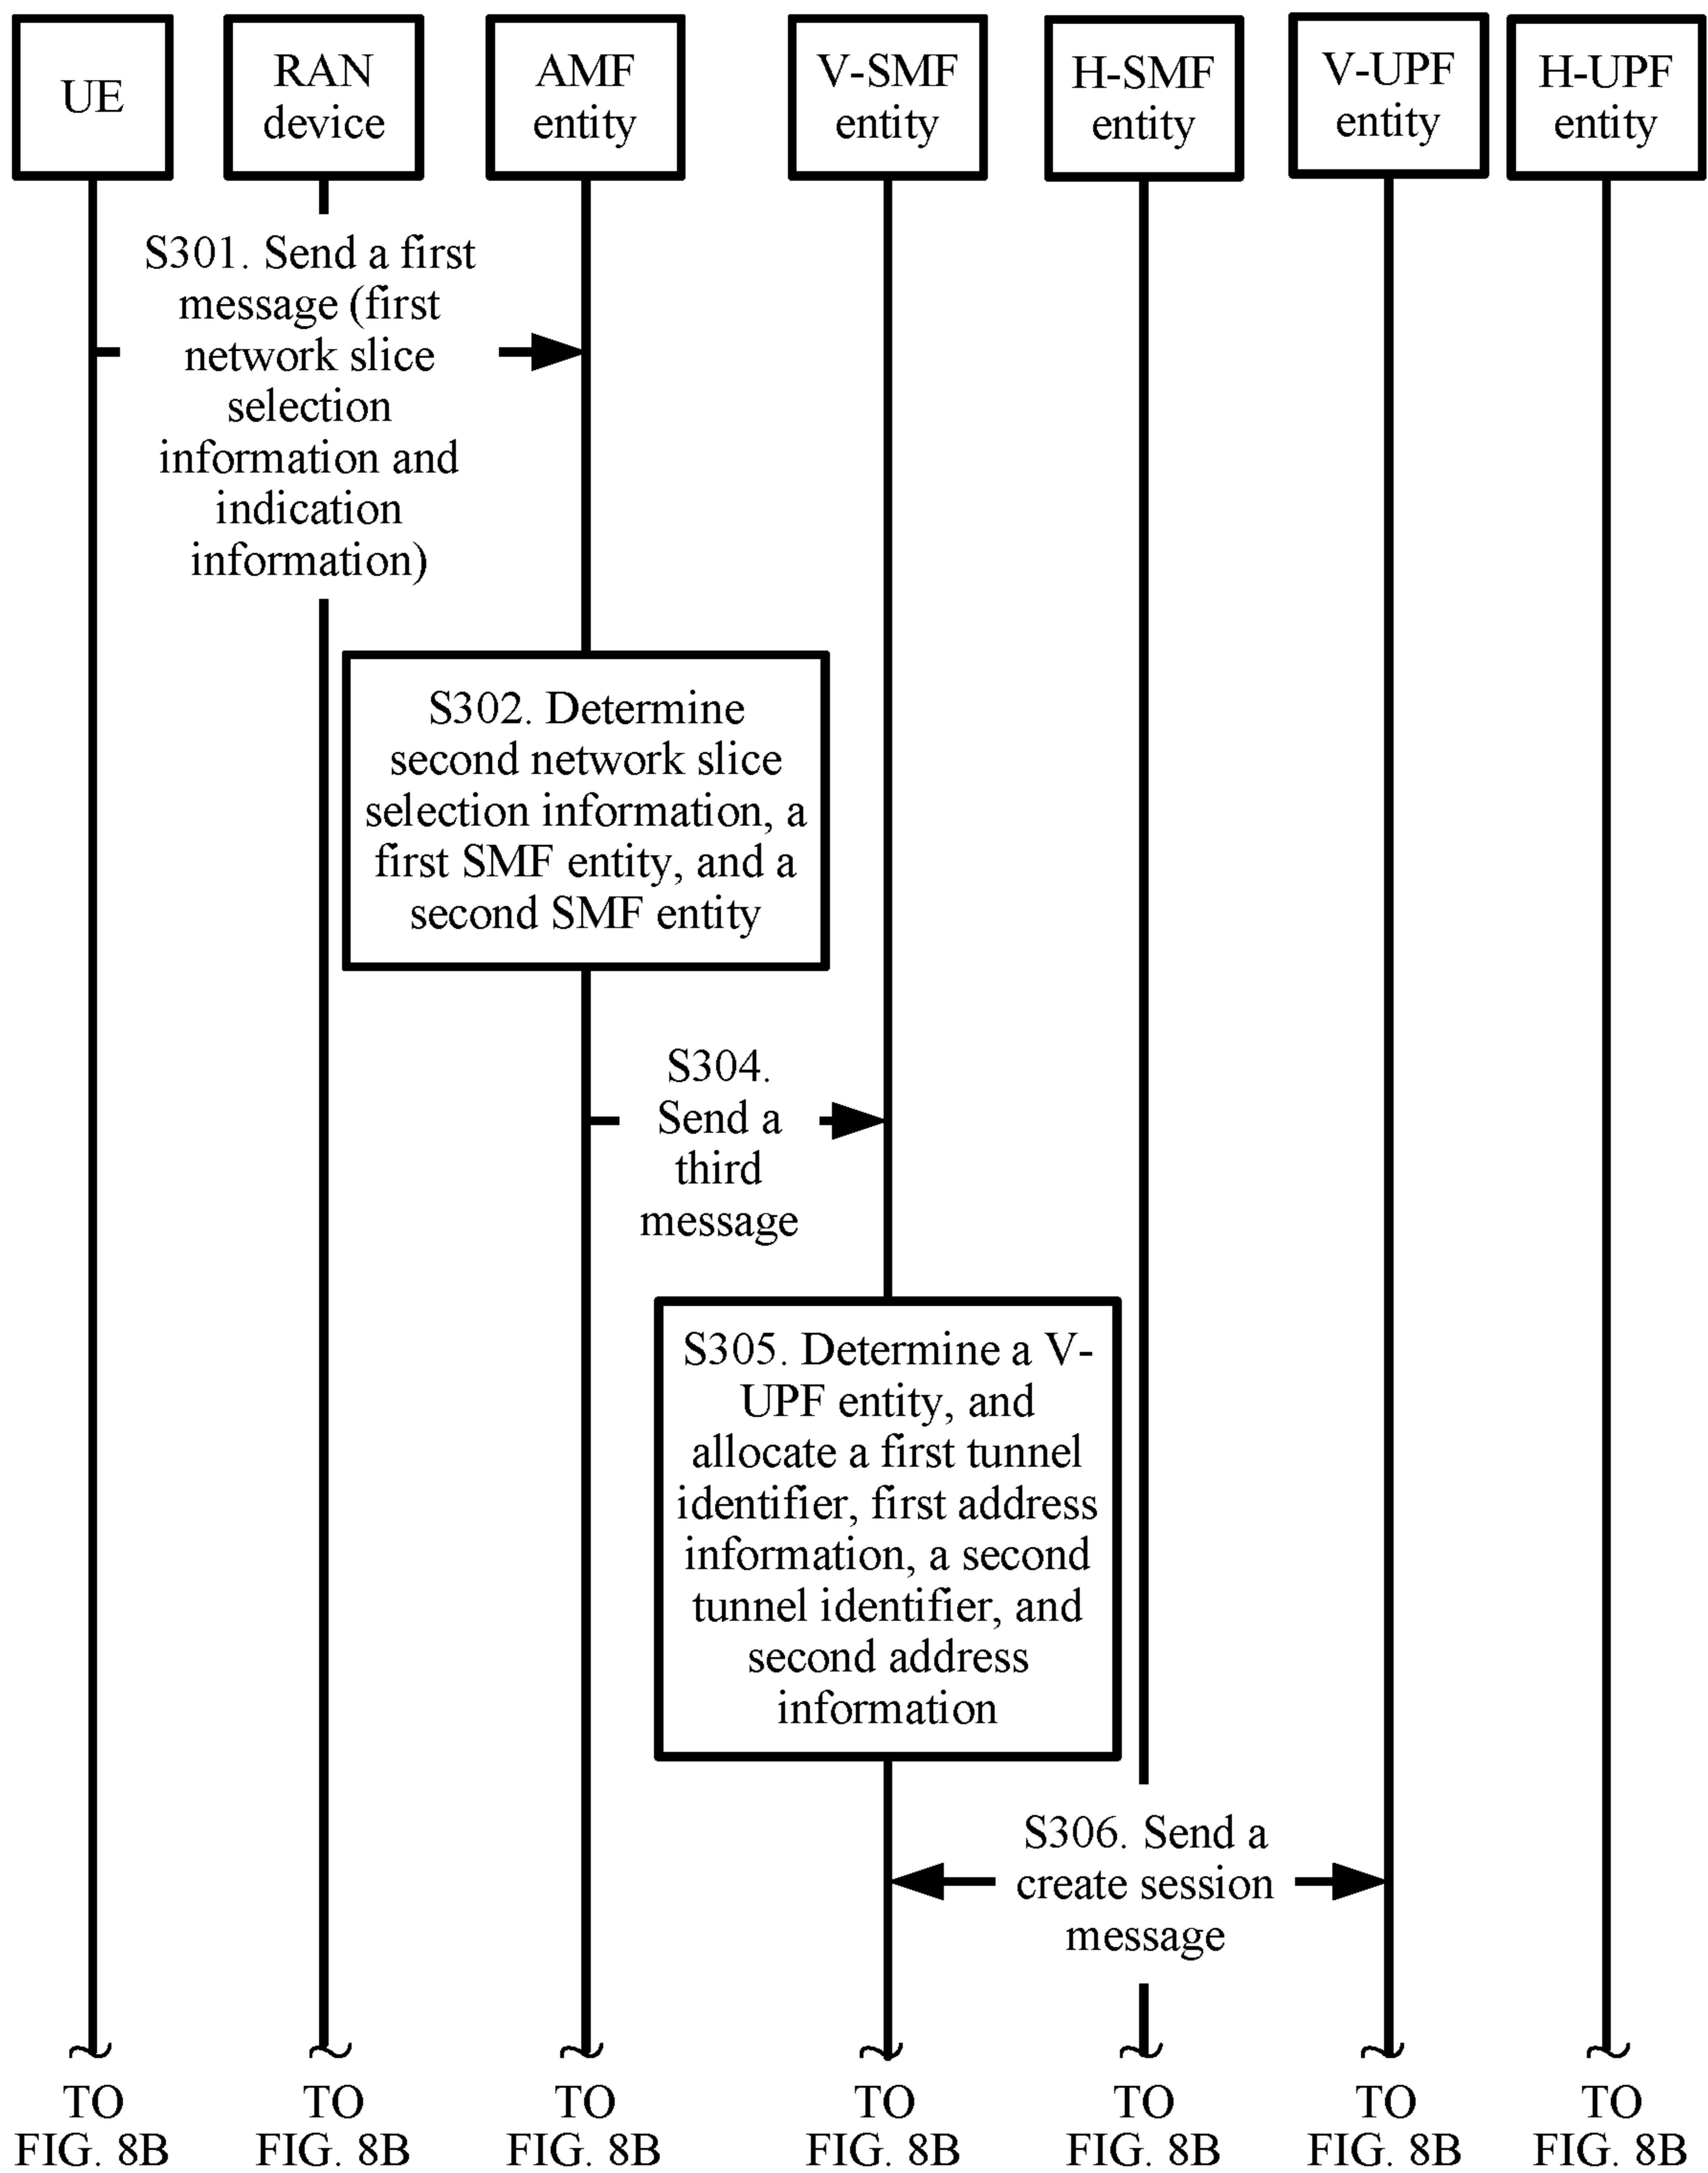 UE
RAN
device
AMF
entity
V-SMF
entity
H-SMF
entity
V-UPF
entity
H-UPF
entity
S301. Send a first
message (first
network slice
selection
information and
indication
information)
S302. Determine
second network slice
selection information, a
first SMF entity, and a
second SMF entity
S304.
Send a
third
message
S305. Determine a V-
UPF entity, and
allocate a first tunnel
identifier, first address
information, a second
tunnel identifier, and
second address
information
S306. Send a
create session
message
TO
FIG. 8B
TO
FIG. 8B
TO
FIG. 8B
TO
FIG. 8B
TO
FIG. 8B
TO
FIG. 8B
TO
FIG. 8B